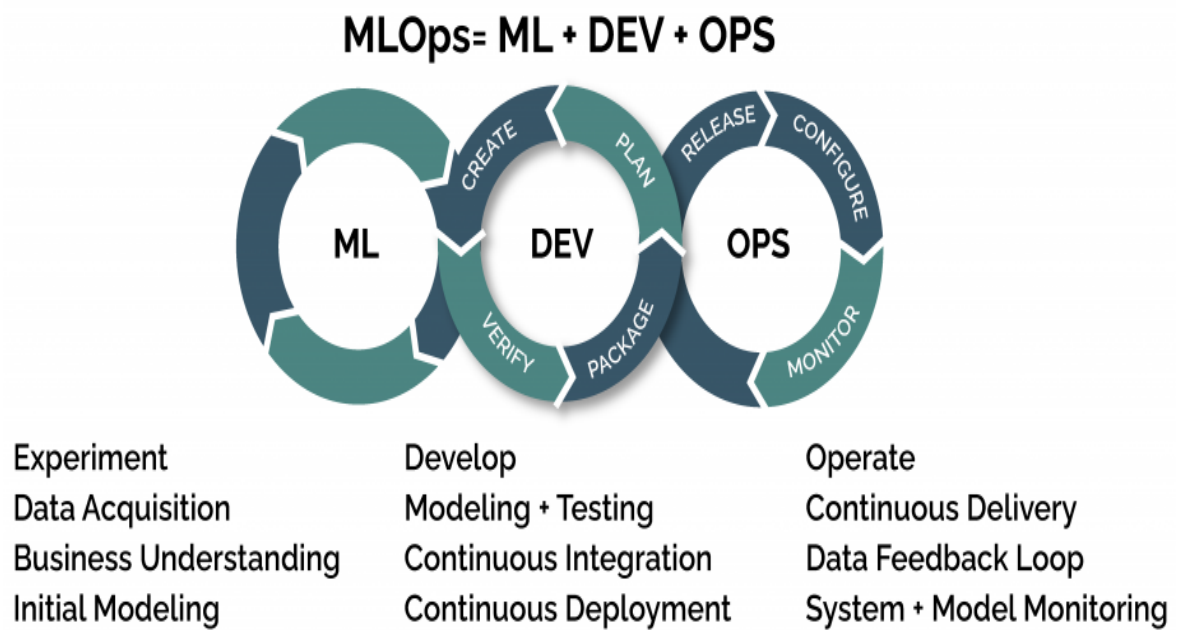 MLOps= ML + DEV + OPS
CREATE
PLAN
RELEASE
CONFIGURE
ML
DEV
OPS
VERIFY
PACKAGE
MONITOR
Experiment
Data Acquisition
Business Understanding
Initial Modeling
Develop
Modeling + Testing
Continuous Integration
Continuous Deployment
Operate
Continuous Delivery
Data Feedback Loop
System + Model Monitoring